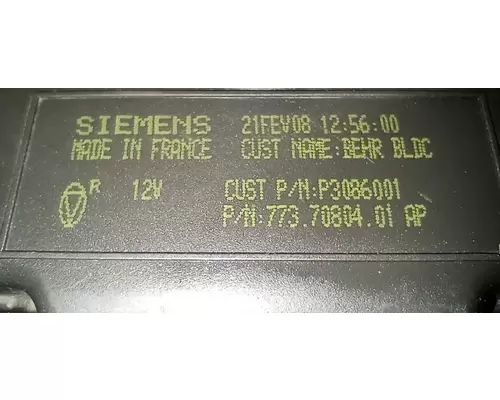 SIEMENS 21FEV08 12:56:00
MADE IN FRANCE CUST NAME:BEHR BLDC
R 12V CUST P/N:P3086001
P/N:773.70804.01 AP